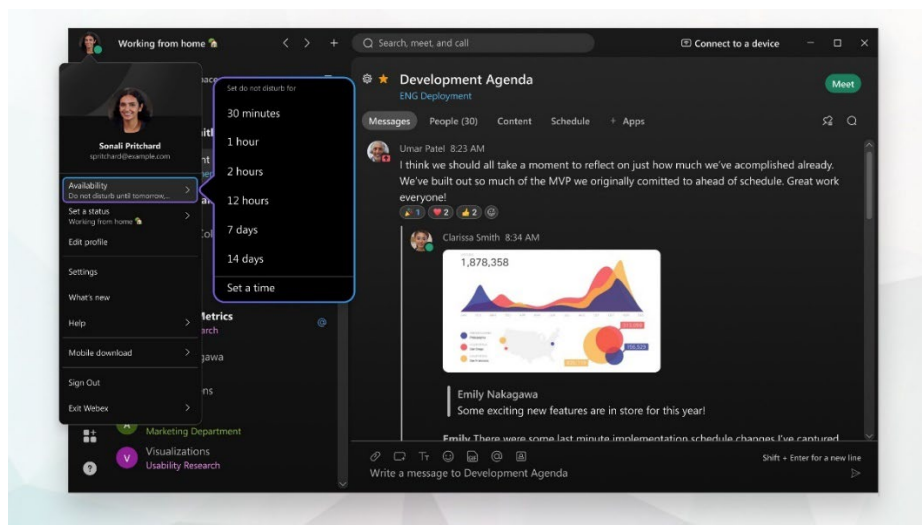 Working from home
Search, meet, and call
Connect to a device
Sonali Pritchard
spritchard@example.com
Availability
Do not disturb until tomorrow,...
Set a status
Working from home
Edit profile
Settings
What's new
Help
Mobile download
Sign Out
Exit Webex
Set do not disturb for
30 minutes
1 hour
2 hours
12 hours
7 days
14 days
Set a time
Metrics
Marketing Department
V
Visualizations
Usability Research
Development Agenda
ENG Deployment
Meet
Messages
People (30)
Content
Schedule
+ Apps
Umar Patel 8:23 AM
I think we should all take a moment to reflect on just how much we've acomplished already.
We've built out so much of the MVP we originally comitted to ahead of schedule. Great work
everyone!
1
2
2
Clarissa Smith 8:34 AM
1,878,358
Emily Nakagawa
Some exciting new features are in store for this year!
Emily There were some last minute implementation schedule changes I've captured
Shift + Enter for a new line
Write a message to Development Agenda